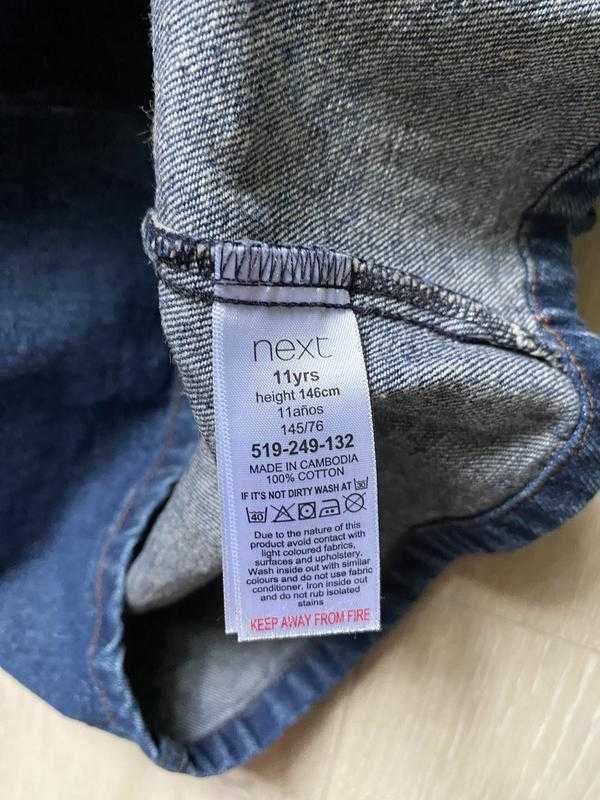 next
11yrs
height 146cm
11años
145/76
519-249-132
MADE IN CAMBODIA
100% COTTON
IF IT'S NOT DIRTY WASH AT 30
40
Due to the nature of this
product avoid contact with
light coloured fabrics,
surfaces and upholstery.
Wash inside out with similar
colours and do not use fabric
conditioner. Iron inside out
and do not rub isolated
stains
KEEP AWAY FROM FIRE